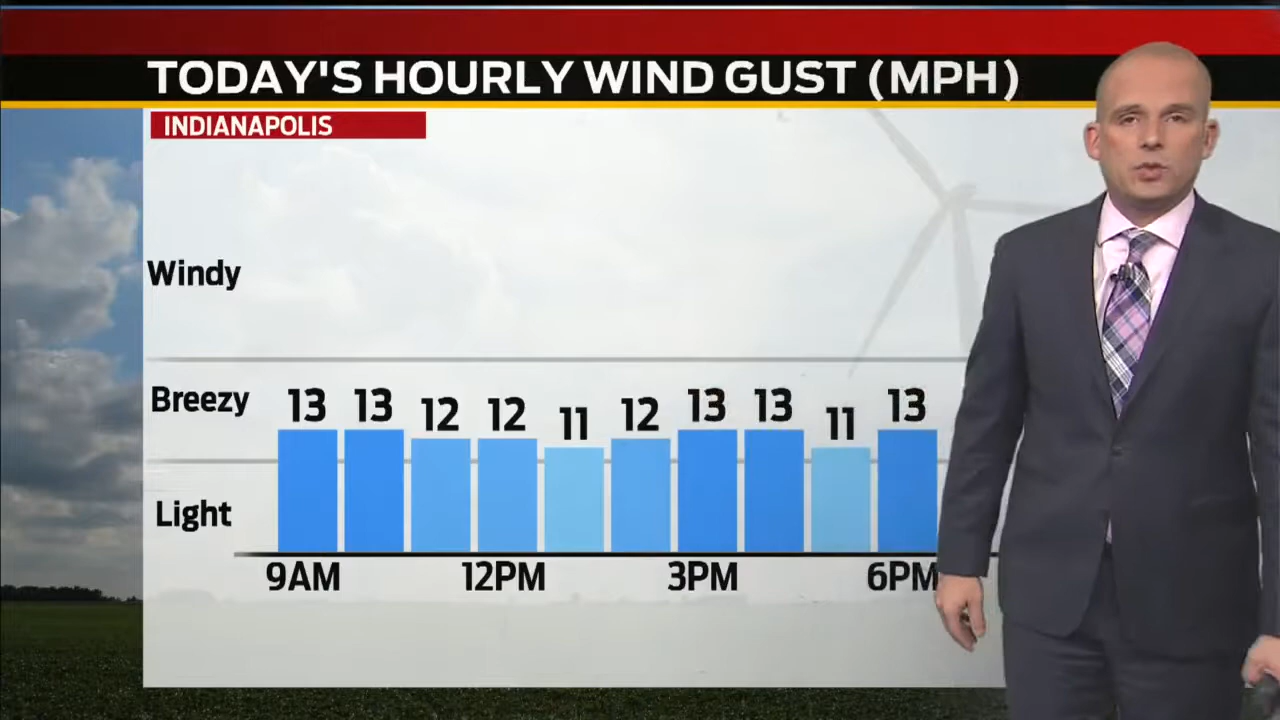 TODAY'S HOURLY WIND GUST (MPH)
INDIANAPOLIS
Windy
Breezy
13 13 12 12 11 12 13 13 11 13
Light
9AM 12PM 3PM 6PM